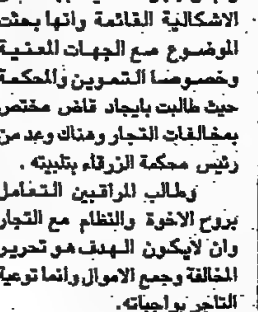 الاشكالية القائمة وانها بحثت
الموضوع مع الجهات المعنية
وخصوصا التموين والمحكمة
حيث طالبت بايجاد قاض مختص
بمخالفات التجار وهناك وعد من
رئيس محكمة الزرقاء بتلبيته .
وطالب المراقبين التعامل
بروح الاخوة والنظام مع التجار
وان لايكون الهدف هو تحرير
المخالفة وجمع الاموال وانما توعية
التاجر بواجباته.